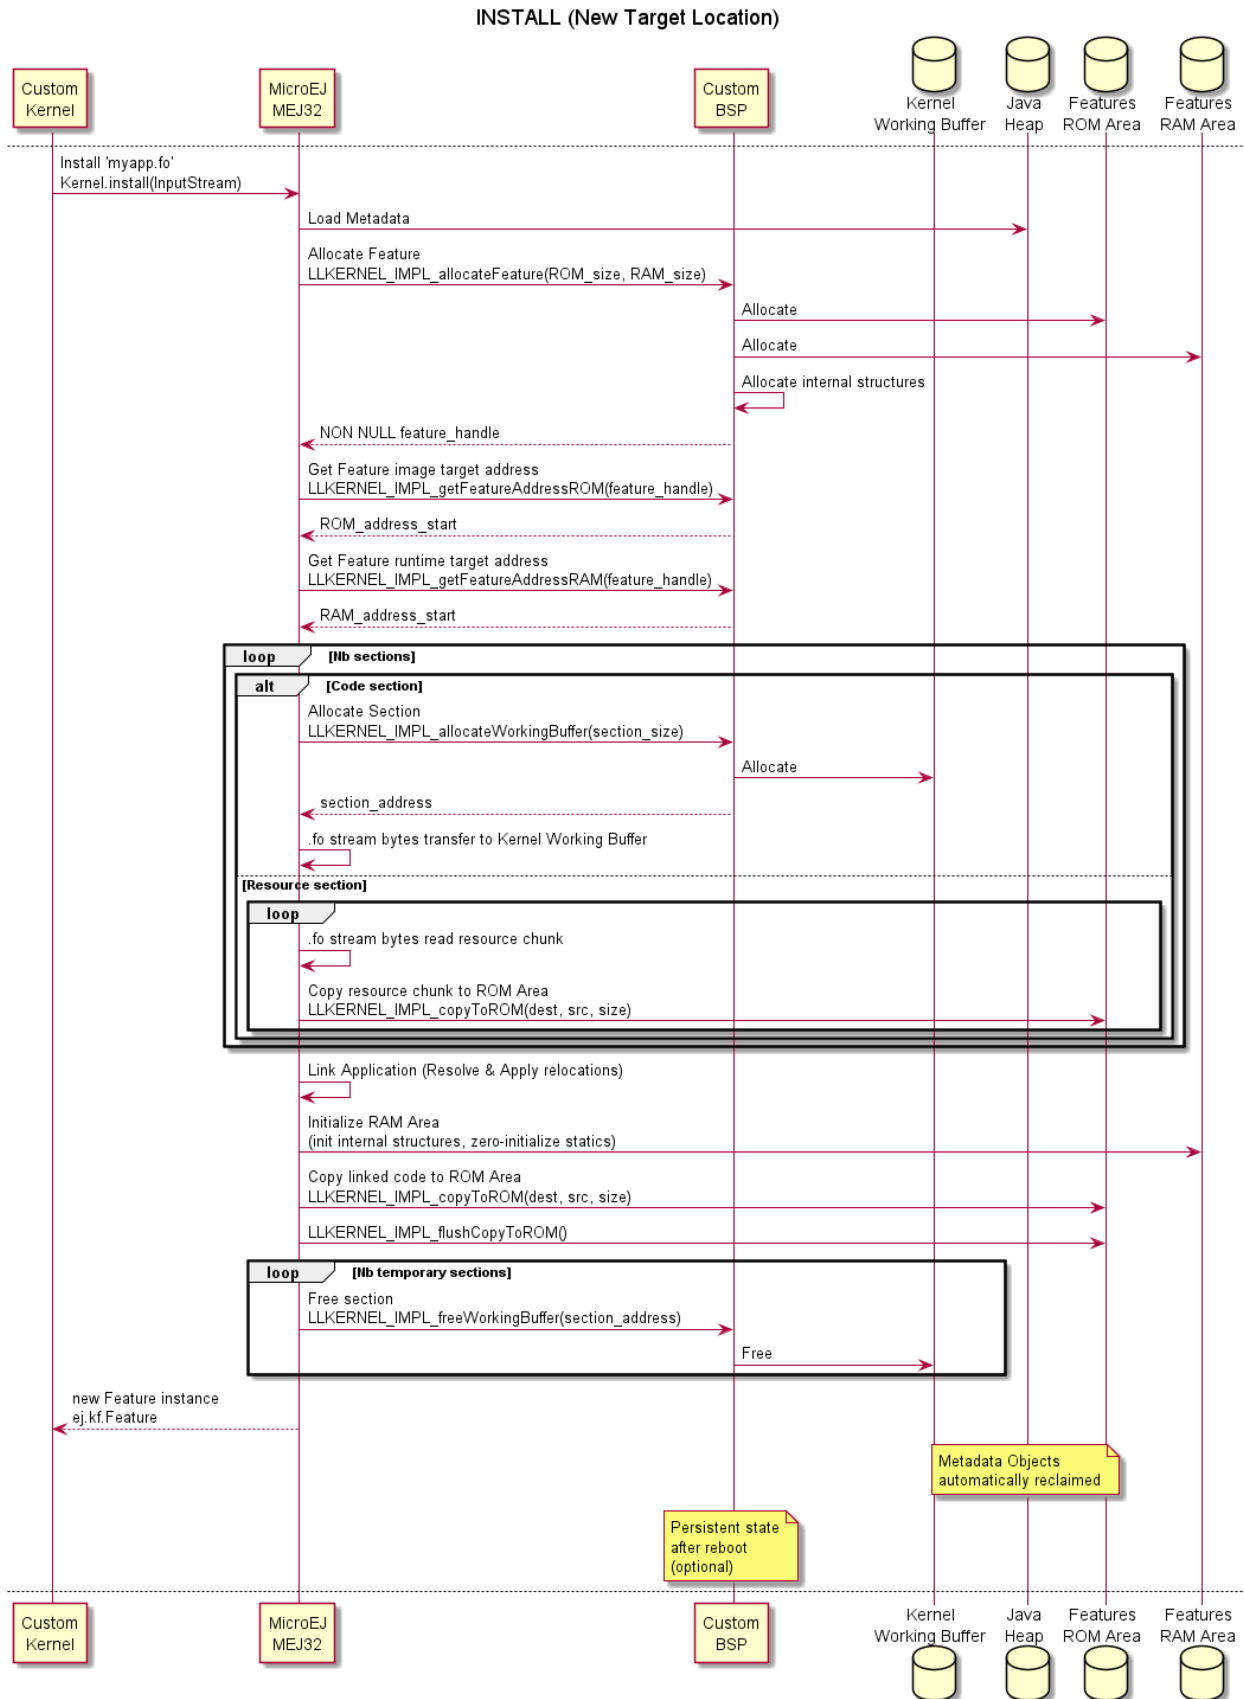 INSTALL (New Target Location)
Custom
Kernel
MicroEJ
MEJ32
Custom
BSP
Kernel
Working Buffer
Java
Heap
Features
ROM Area
Features
RAM Area
Install 'myapp.fo'
Kernel.install(InputStream)
Load Metadata
Allocate Feature
LLKERNEL_IMPL_allocateFeature(ROM_size, RAM_size)
Allocate
Allocate
Allocate internal structures
NON NULL feature_handle
Get Feature image target address
LLKERNEL_IMPL_getFeatureAddressROM(feature_handle)
ROM_address_start
Get Feature runtime target address
LLKERNEL_IMPL_getFeatureAddressRAM(feature_handle)
RAM_address_start
loop [Nb sections]
alt [Code section]
Allocate Section
LLKERNEL_IMPL_allocateWorkingBuffer(section_size)
Allocate
section_address
.fo stream bytes transfer to Kernel Working Buffer
[Resource section]
loop
.fo stream bytes read resource chunk
Copy resource chunk to ROM Area
LLKERNEL_IMPL_copyToROM(dest, src, size)
Link Application (Resolve & Apply relocations)
Initialize RAM Area
(init internal structures, zero-initialize statics)
Copy linked code to ROM Area
LLKERNEL_IMPL_copyToROM(dest, src, size)
LLKERNEL_IMPL_flushCopyToROM()
loop [Nb temporary sections]
Free section
LLKERNEL_IMPL_freeWorkingBuffer(section_address)
Free
new Feature instance
ej.kf.Feature
Metadata Objects
automatically reclaimed
Persistent state
after reboot
(optional)
Custom
Kernel
MicroEJ
MEJ32
Custom
BSP
Kernel
Working Buffer
Java
Heap
Features
ROM Area
Features
RAM Area